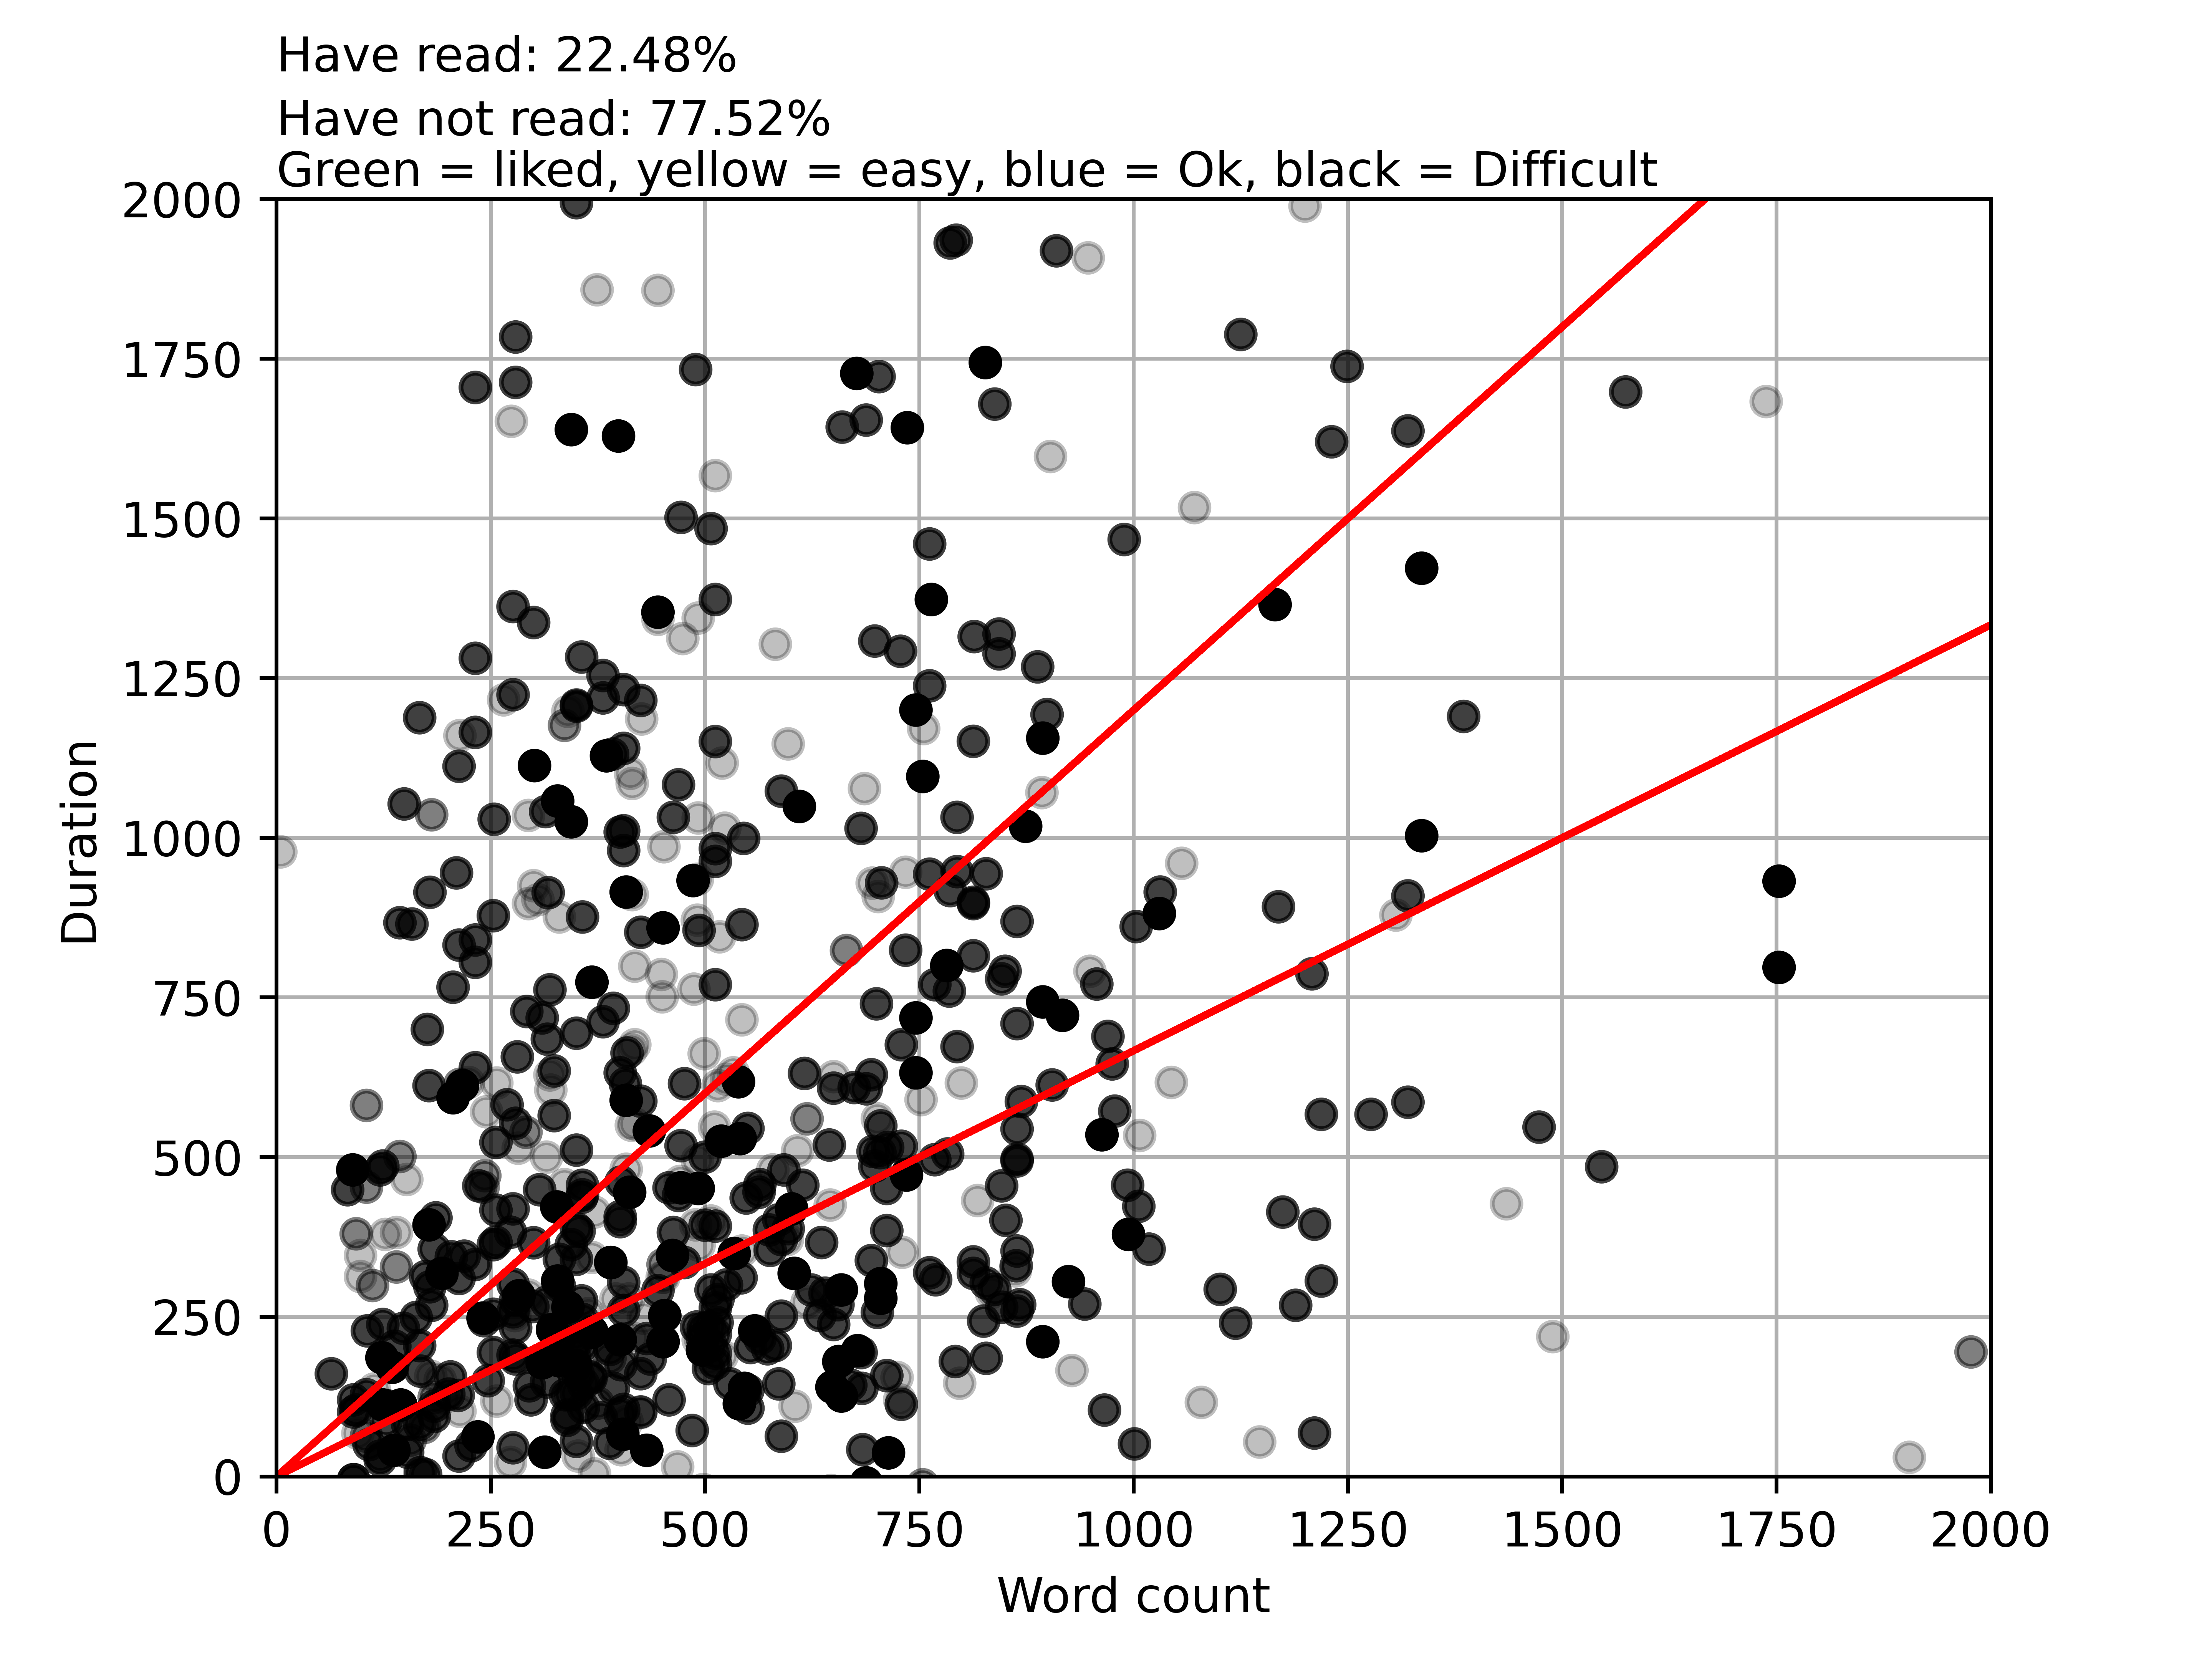 Have read: 22.48%
Have not read: 77.52%
Green = liked, yellow = easy, blue = Ok, black = Difficult
2000
1750
1500
1250
1000
750
500
250
0
Duration
0 250 500 750 1000 1250 1500 1750 2000
Word count